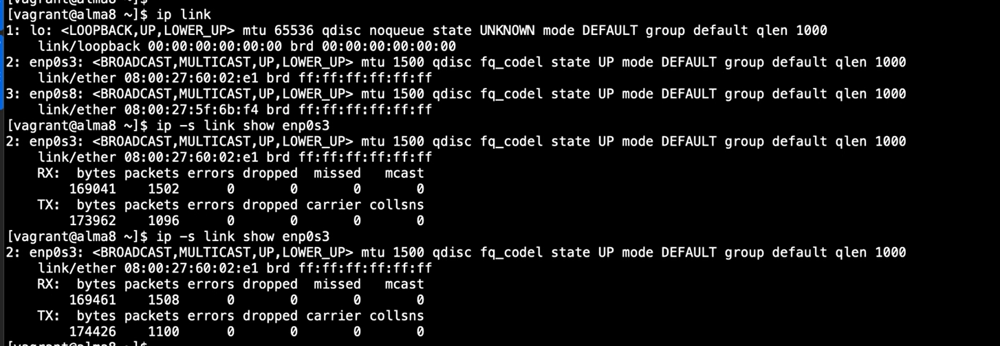 [vagrant@alma8 ~]$ ip link
1: lo: <LOOPBACK,UP,LOWER_UP> mtu 65536 qdisc noqueue state UNKNOWN mode DEFAULT group default qlen 1000
    link/loopback 00:00:00:00:00:00 brd 00:00:00:00:00:00
2: enp0s3: <BROADCAST,MULTICAST,UP,LOWER_UP> mtu 1500 qdisc fq_codel state UP mode DEFAULT group default qlen 1000
    link/ether 08:00:27:60:02:e1 brd ff:ff:ff:ff:ff:ff
3: enp0s8: <BROADCAST,MULTICAST,UP,LOWER_UP> mtu 1500 qdisc fq_codel state UP mode DEFAULT group default qlen 1000
    link/ether 08:00:27:5f:6b:f4 brd ff:ff:ff:ff:ff:ff
[vagrant@alma8 ~]$ ip -s link show enp0s3
2: enp0s3: <BROADCAST,MULTICAST,UP,LOWER_UP> mtu 1500 qdisc fq_codel state UP mode DEFAULT group default qlen 1000
    link/ether 08:00:27:60:02:e1 brd ff:ff:ff:ff:ff:ff
    RX:  bytes packets errors dropped  missed   mcast
        169041    1502      0       0       0       0
    TX:  bytes packets errors dropped carrier collsns
        173962    1096      0       0       0       0
[vagrant@alma8 ~]$ ip -s link show enp0s3
2: enp0s3: <BROADCAST,MULTICAST,UP,LOWER_UP> mtu 1500 qdisc fq_codel state UP mode DEFAULT group default qlen 1000
    link/ether 08:00:27:60:02:e1 brd ff:ff:ff:ff:ff:ff
    RX:  bytes packets errors dropped  missed   mcast
        169461    1508      0       0       0       0
    TX:  bytes packets errors dropped carrier collsns
        174426    1100      0       0       0       0
[vagrant@alma8 ~]$